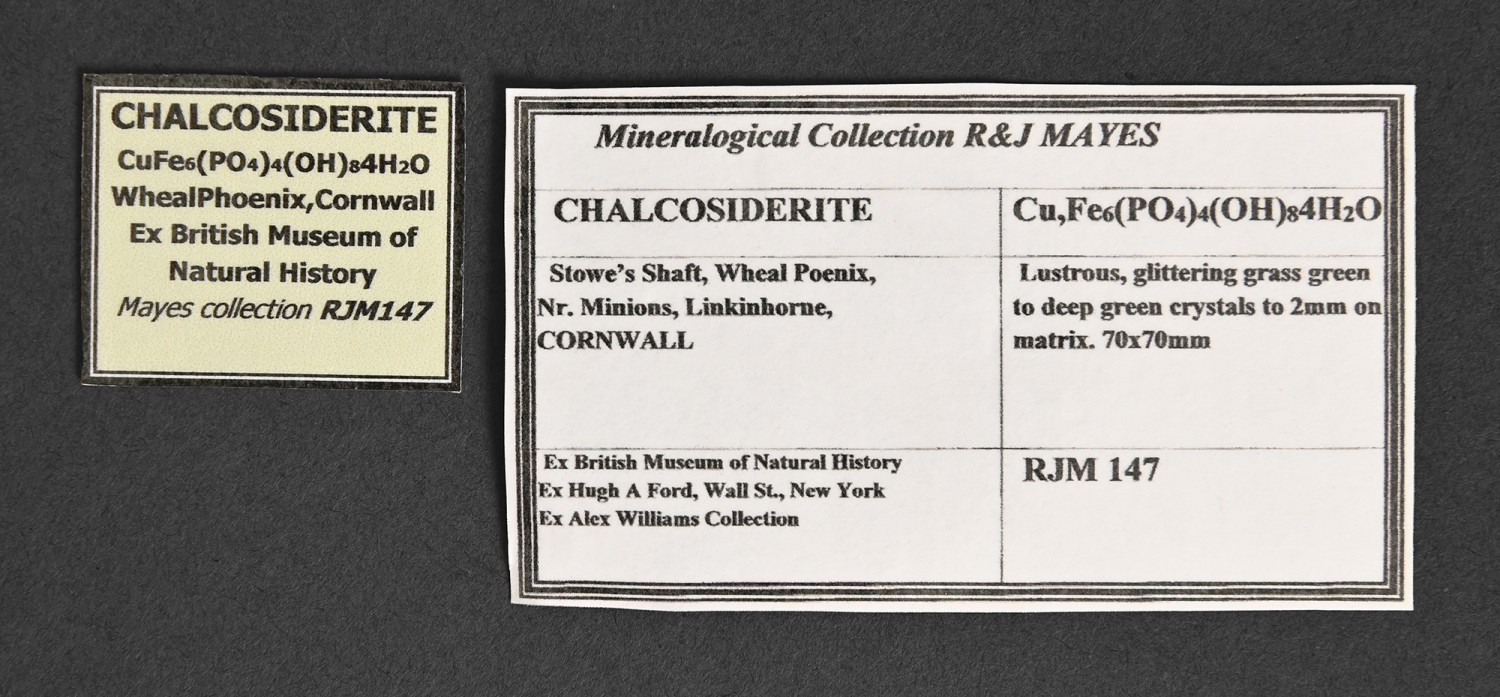 CHALCOSIDERITE
CuFe₆(PO₄)₄(OH)₈4H₂O
WhealPhoenix,Cornwall
Ex British Museum of
Natural History
Mayes collection RJM147
Mineralogical Collection R&J MAYES
CHALCOSIDERITE
Cu,Fe₆(PO₄)₄(OH)₈4H₂O
Stowe's Shaft, Wheal Poenix,
Nr. Minions, Linkinhorne,
CORNWALL
Lustrous, glittering grass green
to deep green crystals to 2mm on
matrix. 70x70mm
Ex British Museum of Natural History
Ex Hugh A Ford, Wall St., New York
Ex Alex Williams Collection
RJM 147